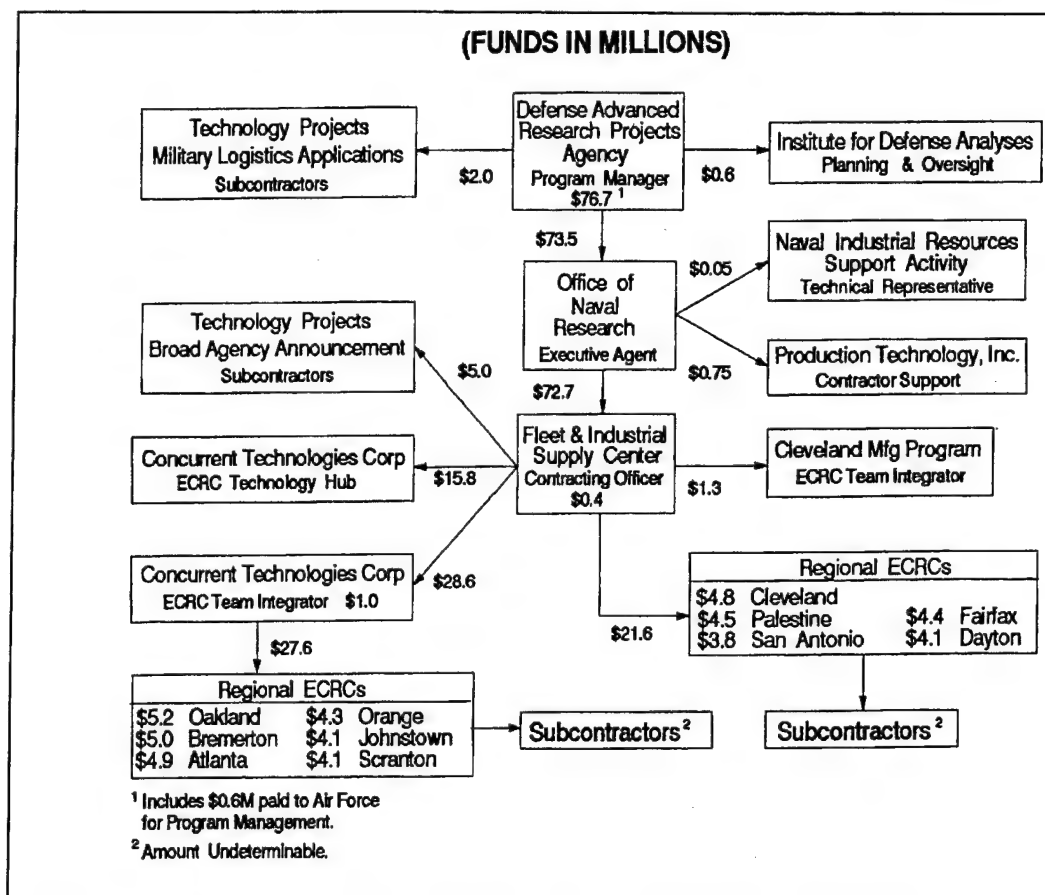 (FUNDS IN MILLIONS)
Technology Projects
Military Logistics Applications
Subcontractors
$2.0
Defense Advanced
Research Projects
Agency
Program Manager
$76.7 ¹
$0.6
Institute for Defense Analyses
Planning & Oversight
$73.5
Office of
Naval
Research
Executive Agent
$0.05
Naval Industrial Resources
Support Activity
Technical Representative
$0.75
Production Technology, Inc.
Contractor Support
Technology Projects
Broad Agency Announcement
Subcontractors
$5.0
$72.7
Fleet & Industrial
Supply Center
Contracting Officer
$0.4
Concurrent Technologies Corp
ECRC Technology Hub
$15.8
$1.3
Cleveland Mfg Program
ECRC Team Integrator
Concurrent Technologies Corp
ECRC Team Integrator $1.0
$28.6
$21.6
Regional ECRCs
$4.8 Cleveland
$4.5 Palestine $4.4 Fairfax
$3.8 San Antonio $4.1 Dayton
$27.6
Regional ECRCs
$5.2 Oakland $4.3 Orange
$5.0 Bremerton $4.1 Johnstown
$4.9 Atlanta $4.1 Scranton
Subcontractors²
Subcontractors²
¹ Includes $0.6M paid to Air Force
for Program Management.
² Amount Undeterminable.